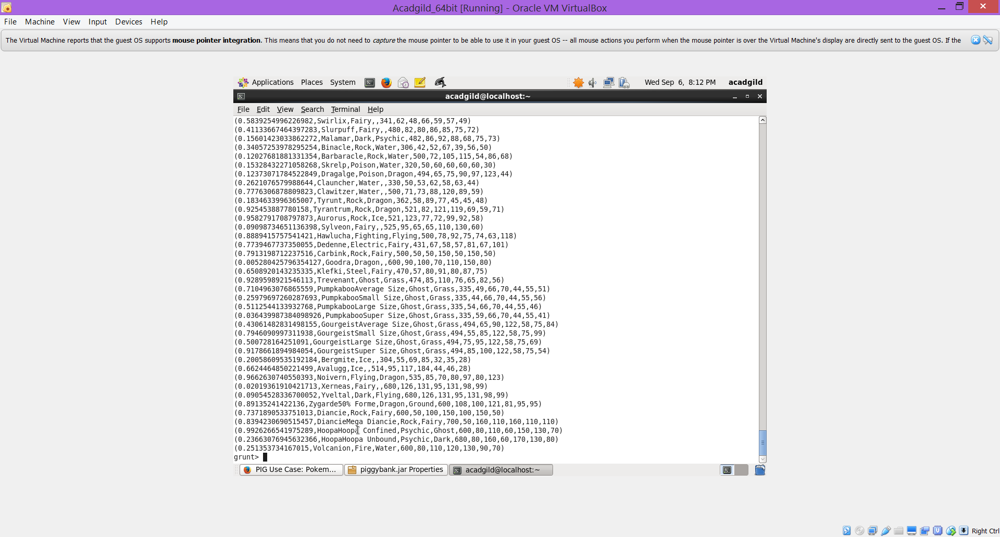 Acadgild_64bit [Running] - Oracle VM VirtualBox
File Machine View Input Devices Help
The Virtual Machine reports that the guest OS supports mouse pointer integration. This means that you do not need to capture the mouse pointer to be able to use it in your guest OS -- all mouse actions you perform when the mouse pointer is over the Virtual Machine's display are directly sent to the guest OS. If the
Applications Places System Wed Sep 6, 8:12 PM acadgild
acadgild@localhost:~
File Edit View Search Terminal Help
(0.5839254996226982,Swirlix,Fairy,,341,62,48,66,59,57,49)
(0.41133667464397283,Slurpuff,Fairy,,480,82,80,86,85,75,72)
(0.15601423033862272,Malamar,Dark,Psychic,482,86,92,88,68,75,73)
(0.34057253978295254,Binacle,Rock,Water,306,42,52,67,39,56,50)
(0.12027681881331354,Barbaracle,Rock,Water,500,72,105,115,54,86,68)
(0.15328432271058268,Skrelp,Poison,Water,320,50,60,60,60,60,30)
(0.12373071784522849,Dragalge,Poison,Dragon,494,65,75,90,97,123,44)
(0.2621076579988644,Clauncher,Water,,330,50,53,62,58,63,44)
(0.7776306878809823,Clawitzer,Water,,500,71,73,88,120,89,59)
(0.1834633996365007,Tyrunt,Rock,Dragon,362,58,89,77,45,45,48)
(0.925453887780158,Tyrantrum,Rock,Dragon,521,82,121,119,69,59,71)
(0.9582791708797873,Aurorus,Rock,Ice,521,123,77,72,99,92,58)
(0.09098734651136398,Sylveon,Fairy,,525,95,65,65,110,130,60)
(0.8889415757541421,Hawlucha,Fighting,Flying,500,78,92,75,74,63,118)
(0.7739467737350055,Dedenne,Electric,Fairy,431,67,58,57,81,67,101)
(0.7913198712237516,Carbink,Rock,Fairy,500,50,50,150,50,150,50)
(0.005280425796354127,Goodra,Dragon,,600,90,100,70,110,150,80)
(0.6508920143235335,Klefki,Steel,Fairy,470,57,80,91,80,87,75)
(0.9289598921546113,Trevenant,Ghost,Grass,474,85,110,76,65,82,56)
(0.7104963076865559,PumpkabooAverage Size,Ghost,Grass,335,49,66,70,44,55,51)
(0.25979697260287693,PumpkabooSmall Size,Ghost,Grass,335,44,66,70,44,55,56)
(0.5112544133932768,PumpkabooLarge Size,Ghost,Grass,335,54,66,70,44,55,46)
(0.036439987384098926,PumpkabooSuper Size,Ghost,Grass,335,59,66,70,44,55,41)
(0.43061482831498155,GourgeistAverage Size,Ghost,Grass,494,65,90,122,58,75,84)
(0.7946090997311938,GourgeistSmall Size,Ghost,Grass,494,55,85,122,58,75,99)
(0.500728164251091,GourgeistLarge Size,Ghost,Grass,494,75,95,122,58,75,69)
(0.9178661894984054,GourgeistSuper Size,Ghost,Grass,494,85,100,122,58,75,54)
(0.20058609535192184,Bergmite,Ice,,304,55,69,85,32,35,28)
(0.6624464850221499,Avalugg,Ice,,514,95,117,184,44,46,28)
(0.9662630740550393,Noivern,Flying,Dragon,535,85,70,80,97,80,123)
(0.02019361910421713,Xerneas,Fairy,,680,126,131,95,131,98,99)
(0.09054528336700052,Yveltal,Dark,Flying,680,126,131,95,131,98,99)
(0.89135241422136,Zygarde50% Forme,Dragon,Ground,600,108,100,121,81,95,95)
(0.7371890533751013,Diancie,Rock,Fairy,600,50,100,150,100,150,50)
(0.8394230690515457,DiancieMega Diancie,Rock,Fairy,700,50,160,110,160,110,110)
(0.9926266541975289,HoopaHoopa Confined,Psychic,Ghost,600,80,110,60,150,130,70)
(0.23663076945632366,HoopaHoopa Unbound,Psychic,Dark,680,80,160,60,170,130,80)
(0.251353734167015,Volcanion,Fire,Water,600,80,110,120,130,90,70)
grunt>
PIG Use Case: Pokem... piggybank.jar Properties acadgild@localhost:~
Right Ctrl